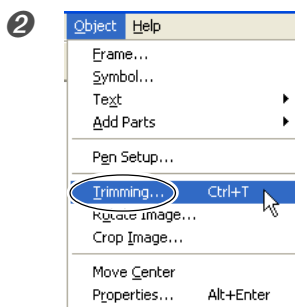 2
Object Help
Frame...
Symbol...
Text
Add Parts
Pen Setup...
Trimming... Ctrl+T
Rotate Image...
Crop Image...
Move Center
Properties... Alt+Enter